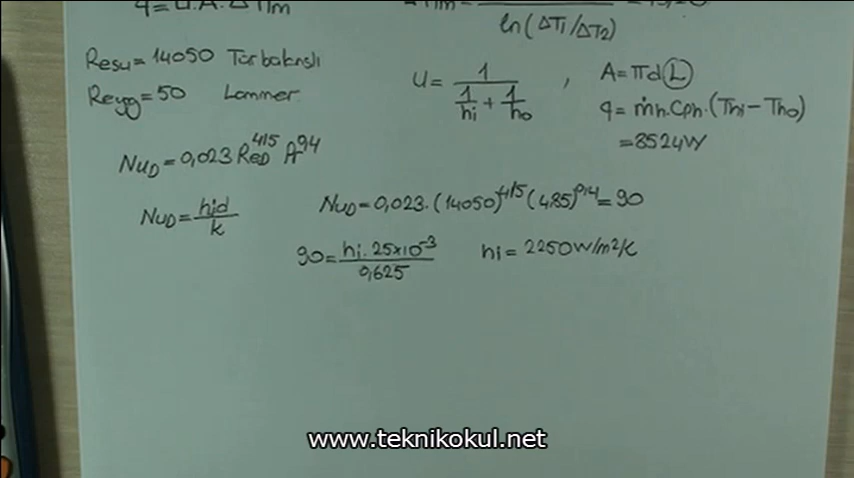 q = U.A.ΔTlm
ln(ΔT1/ΔT2)
Resu = 14050 Türbülanslı
Reyağ = 50 Laminer
U = 1 / (1/hi + 1/ho) , A = πdL
q = ṁh.Cph.(Thi - Tho)
= 8524W
NuD = 0,023 ReD^4/5 Pr^0,4
NuD = hid/k
NuD = 0,023.(14050)^4/5 (4,85)^0,4 = 90
90 = hi.25x10^-3 / 0,625
hi = 2250 W/m²K
www.teknikokul.net